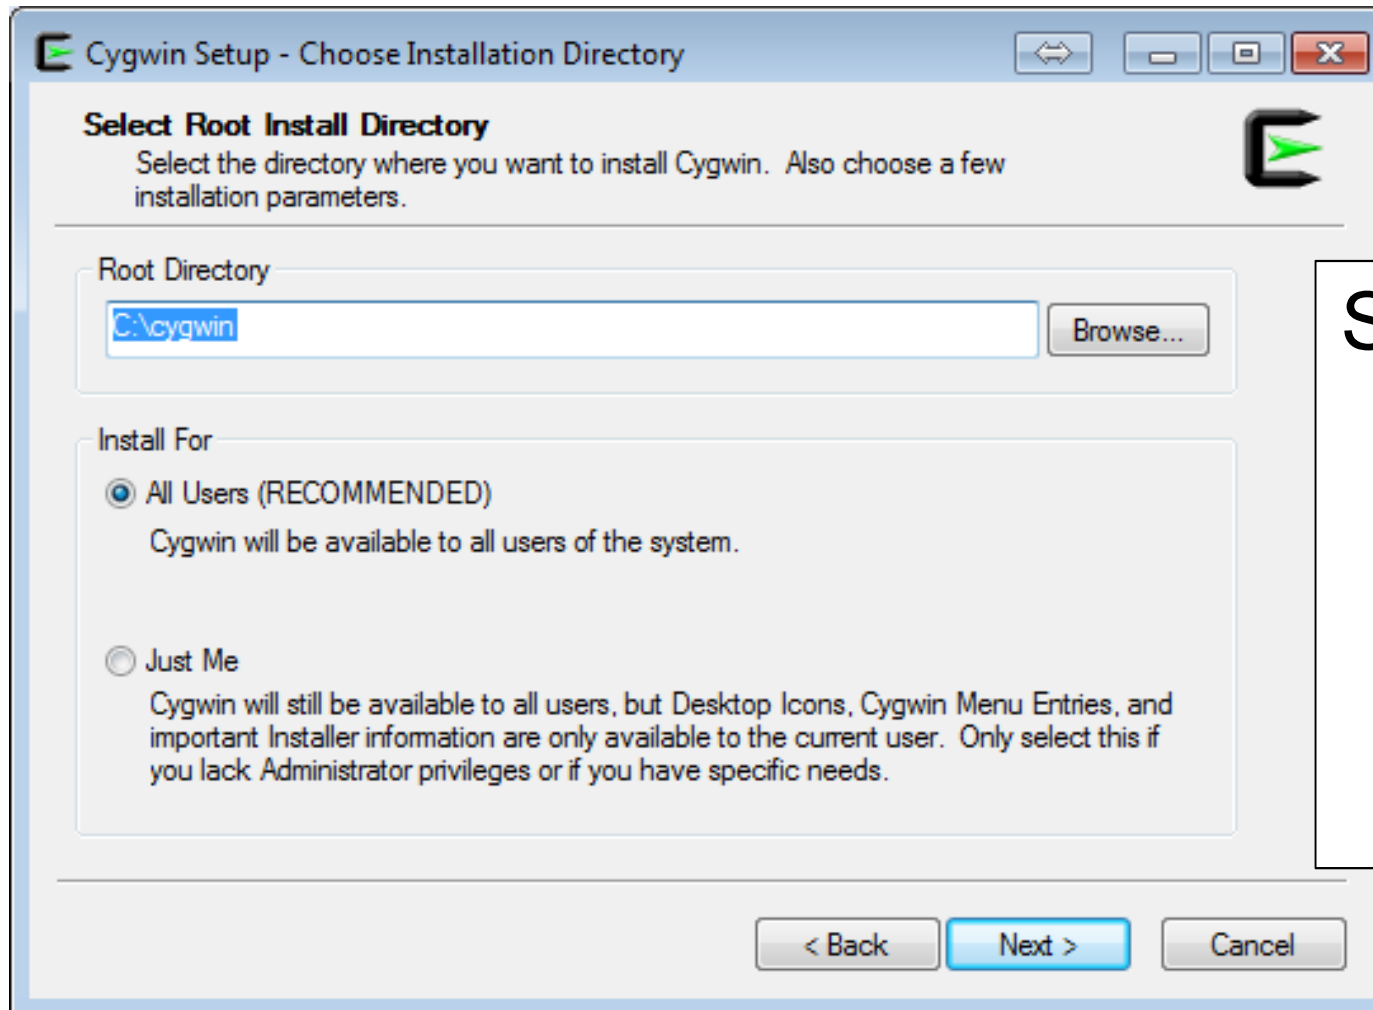 Cygwin Setup - Choose Installation Directory
Select Root Install Directory
Select the directory where you want to install Cygwin. Also choose a few
installation parameters.
Root Directory
C:\cygwin
Browse...
Install For
All Users (RECOMMENDED)
Cygwin will be available to all users of the system.
Just Me
Cygwin will still be available to all users, but Desktop Icons, Cygwin Menu Entries, and
important Installer information are only available to the current user. Only select this if
you lack Administrator privileges or if you have specific needs.
< Back
Next >
Cancel